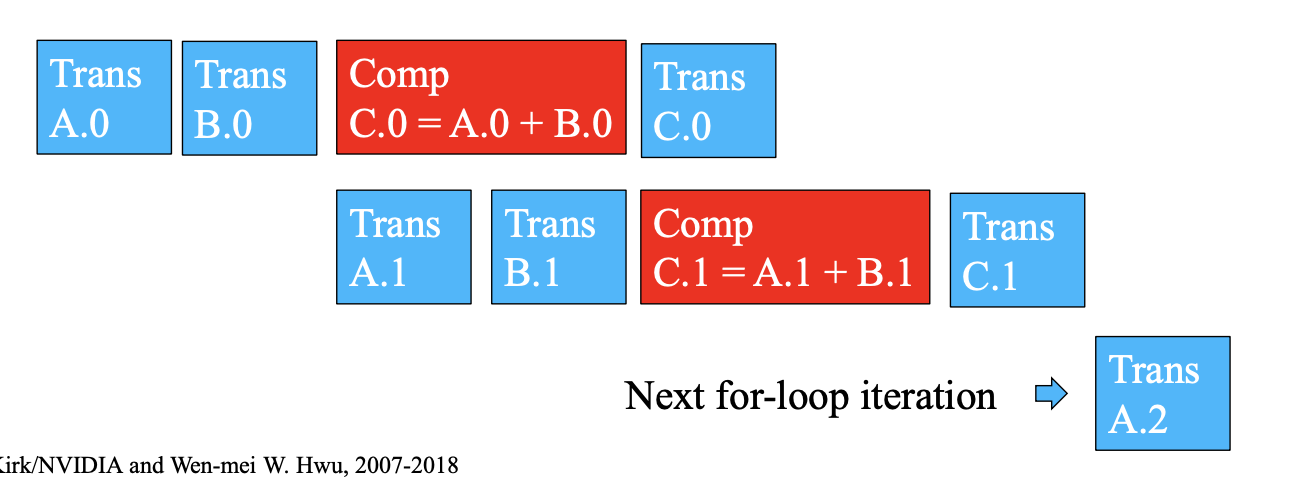 Trans
A.0
Trans
B.0
Comp
C.0 = A.0 + B.0
Trans
C.0
Trans
A.1
Trans
B.1
Comp
C.1 = A.1 + B.1
Trans
C.1
Next for-loop iteration
Trans
A.2
Kirk/NVIDIA and Wen-mei W. Hwu, 2007-2018